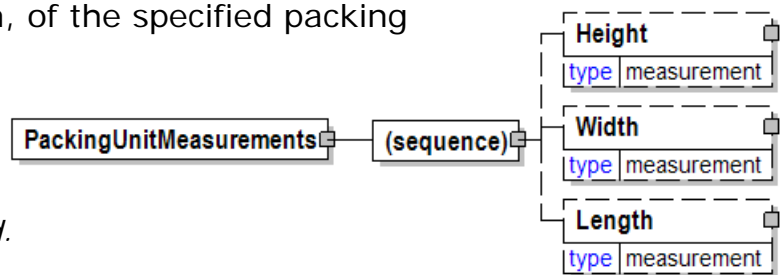 , of the specified packing
Height
type measurement
PackingUnitMeasurements
(sequence)
Width
type measurement
Length
type measurement
d.